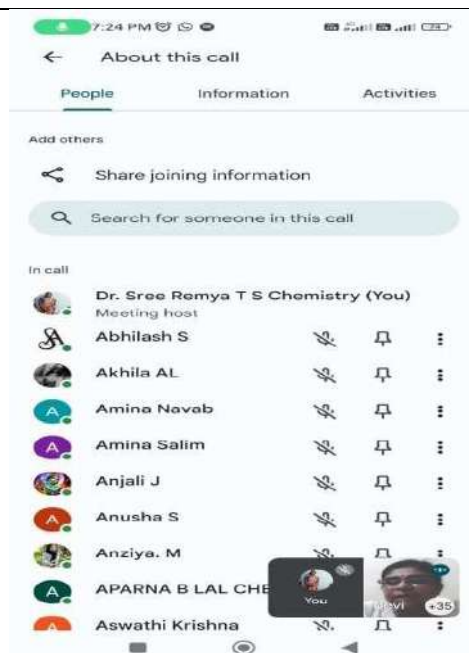 7:24 PM
← About this call
People Information Activities
Add others
Share joining information
Search for someone in this call
In call
Dr. Sree Remya T S Chemistry (You)
Meeting host
Abhilash S
Akhila AL
A Amina Navab
A Amina Salim
Anjali J
A Anusha S
Anziya. M
A APARNA B LAL CHE
You
+35
A Aswathi Krishna